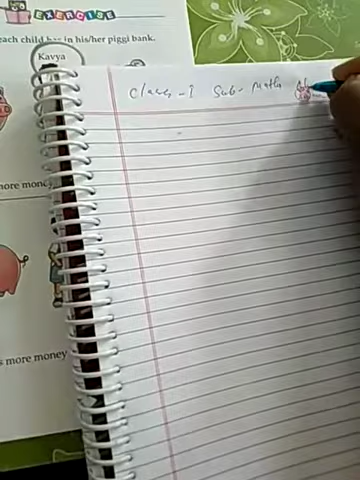 EXERCISE
each child has in his/her piggi bank.
Kavya
Class-I Sub- Maths
more money
s more money